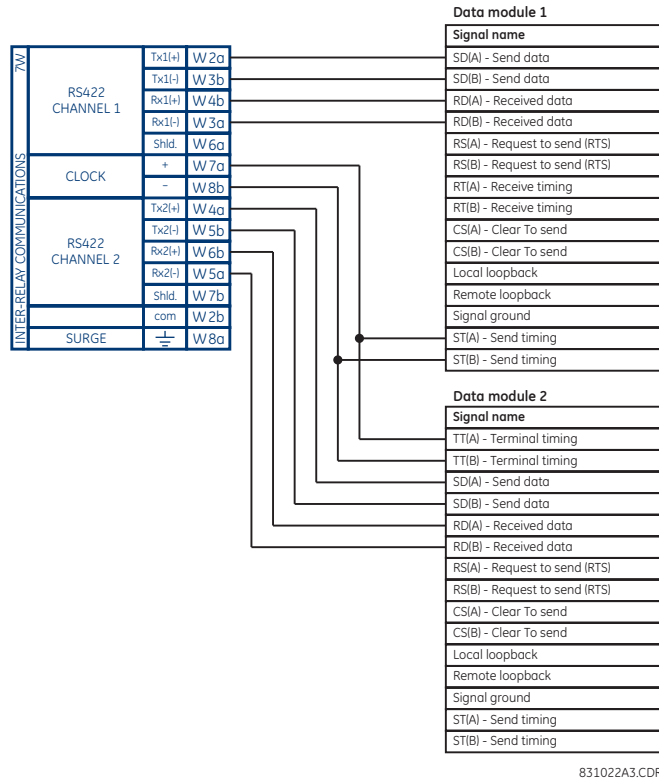 Data module 1
Signal name
7W
INTER-RELAY COMMUNICATIONS
RS422
CHANNEL 1
Tx1(+) W2a
Tx1(-) W3b
Rx1(+) W4b
Rx1(-) W3a
Shld. W6a
CLOCK
+ W7a
– W8b
RS422
CHANNEL 2
Tx2(+) W4a
Tx2(-) W5b
Rx2(+) W6b
Rx2(-) W5a
Shld. W7b
com W2b
SURGE W8a
SD(A) - Send data
SD(B) - Send data
RD(A) - Received data
RD(B) - Received data
RS(A) - Request to send (RTS)
RS(B) - Request to send (RTS)
RT(A) - Receive timing
RT(B) - Receive timing
CS(A) - Clear To send
CS(B) - Clear To send
Local loopback
Remote loopback
Signal ground
ST(A) - Send timing
ST(B) - Send timing
Data module 2
Signal name
TT(A) - Terminal timing
TT(B) - Terminal timing
SD(A) - Send data
SD(B) - Send data
RD(A) - Received data
RD(B) - Received data
RS(A) - Request to send (RTS)
RS(B) - Request to send (RTS)
CS(A) - Clear To send
CS(B) - Clear To send
Local loopback
Remote loopback
Signal ground
ST(A) - Send timing
ST(B) - Send timing
831022A3.CDR